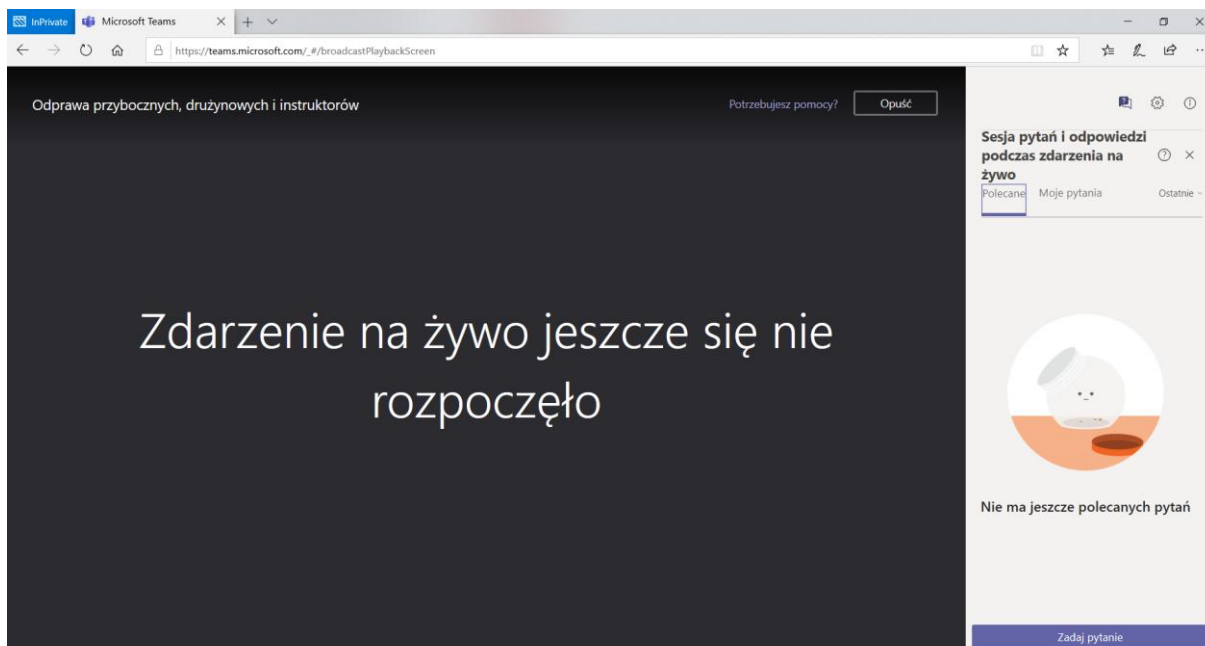 InPrivate Microsoft Teams
https://teams.microsoft.com/_#/broadcastPlaybackScreen
Odprawa przybocznych, drużynowych i instruktorów
Potrzebujesz pomocy? Opuść
Zdarzenie na żywo jeszcze się nie
rozpoczęło
Sesja pytań i odpowiedzi
podczas zdarzenia na
żywo
Polecane Moje pytania Ostatnie
Nie ma jeszcze polecanych pytań
Zadaj pytanie